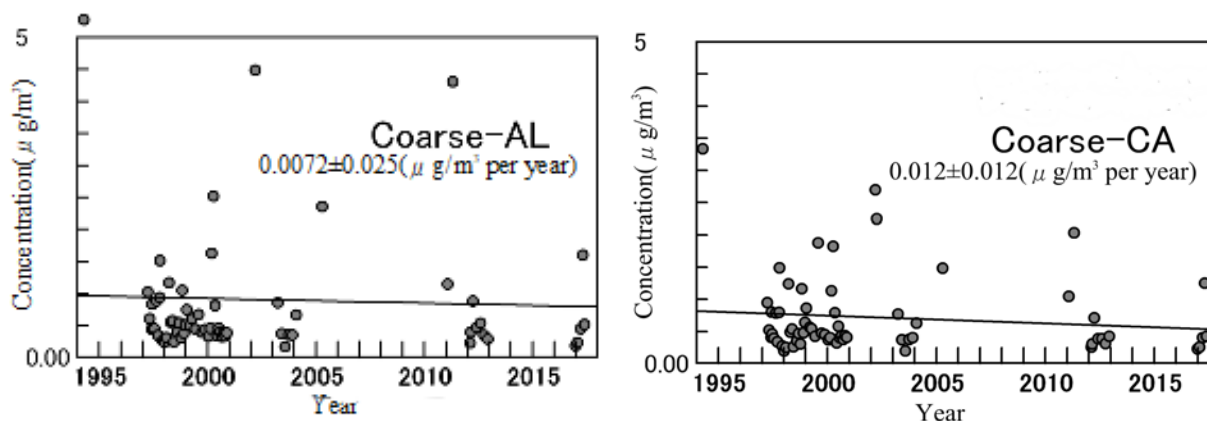 5
Concentration(μ g/m³)
Coarse-AL
0.0072±0.025(μ g/m³ per year)
0.00
1995 2000 2005 2010 2015
Year
5
Concentration(μ g/m³)
Coarse-CA
0.012±0.012(μ g/m³ per year)
0.00
1995 2000 2005 2010 2015
Year